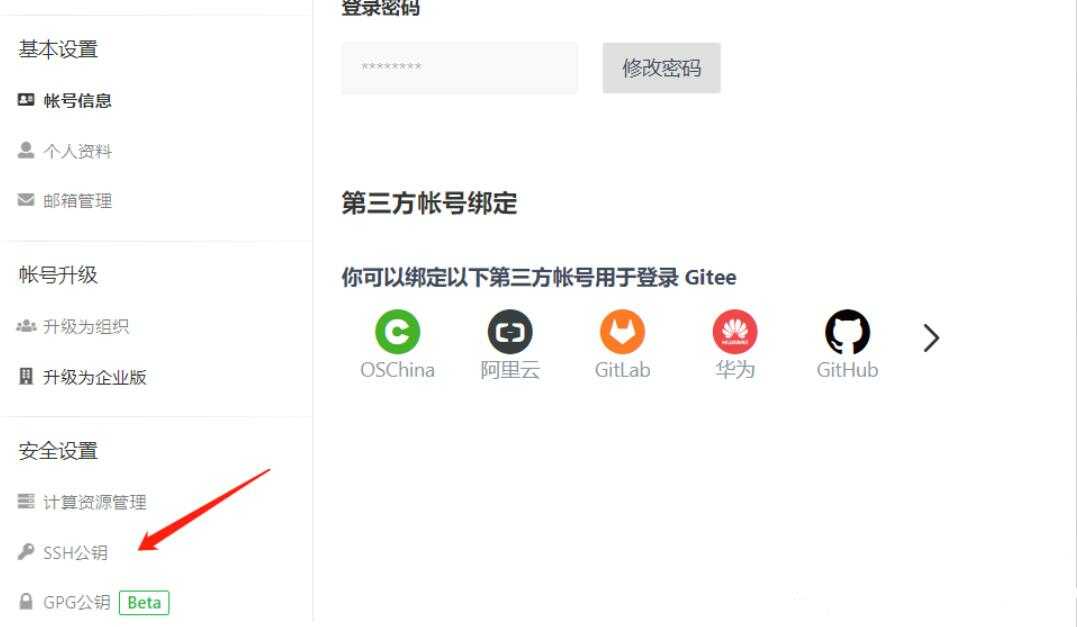 基本设置
帐号信息
个人资料
邮箱管理
帐号升级
升级为组织
升级为企业版
安全设置
计算资源管理
SSH公钥
GPG公钥 Beta
登录密码
********
修改密码
第三方帐号绑定
你可以绑定以下第三方帐号用于登录 Gitee
OSChina 阿里云 GitLab 华为 GitHub